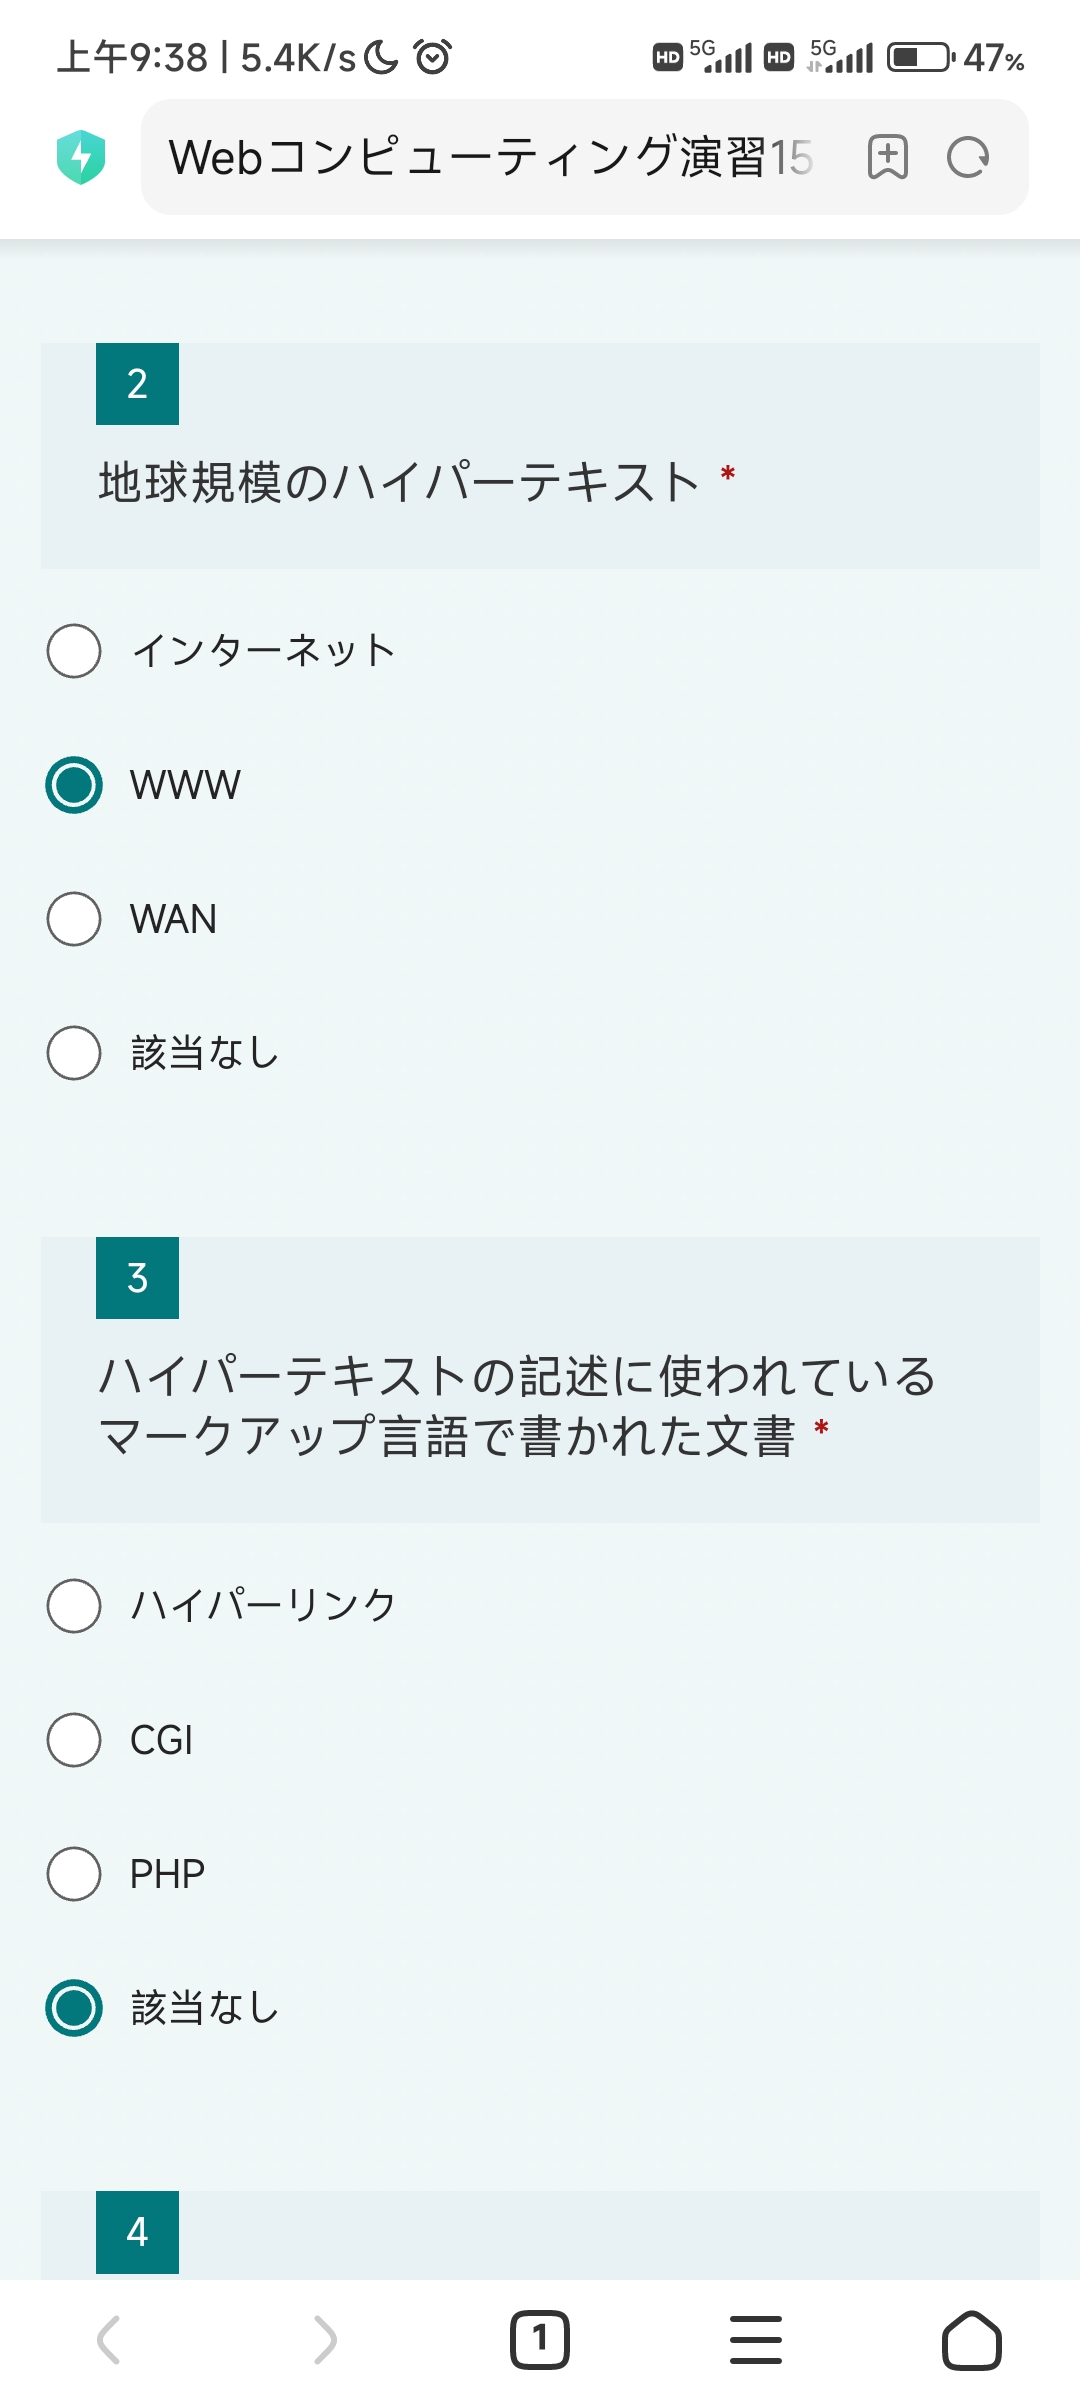 上午9:38 | 5.4K/s HD 5G HD 5G 47%
Webコンピューティング演習15
2
地球規模のハイパーテキスト *
インターネット
WWW
WAN
該当なし
3
ハイパーテキストの記述に使われている
マークアップ言語で書かれた文書 *
ハイパーリンク
CGI
PHP
該当なし
4
1